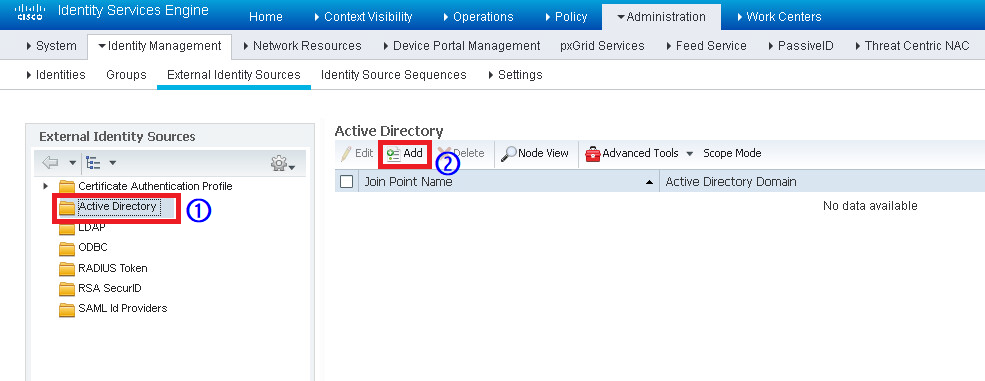 cisco Identity Services Engine Home Context Visibility Operations Policy Administration Work Centers
System Identity Management Network Resources Device Portal Management pxGrid Services Feed Service PassiveID Threat Centric NAC
Identities Groups External Identity Sources Identity Source Sequences Settings
External Identity Sources
Certificate Authentication Profile
Active Directory ①
LDAP
ODBC
RADIUS Token
RSA SecurID
SAML Id Providers
Active Directory
Edit Add ② Delete Node View Advanced Tools Scope Mode
Join Point Name Active Directory Domain
No data available